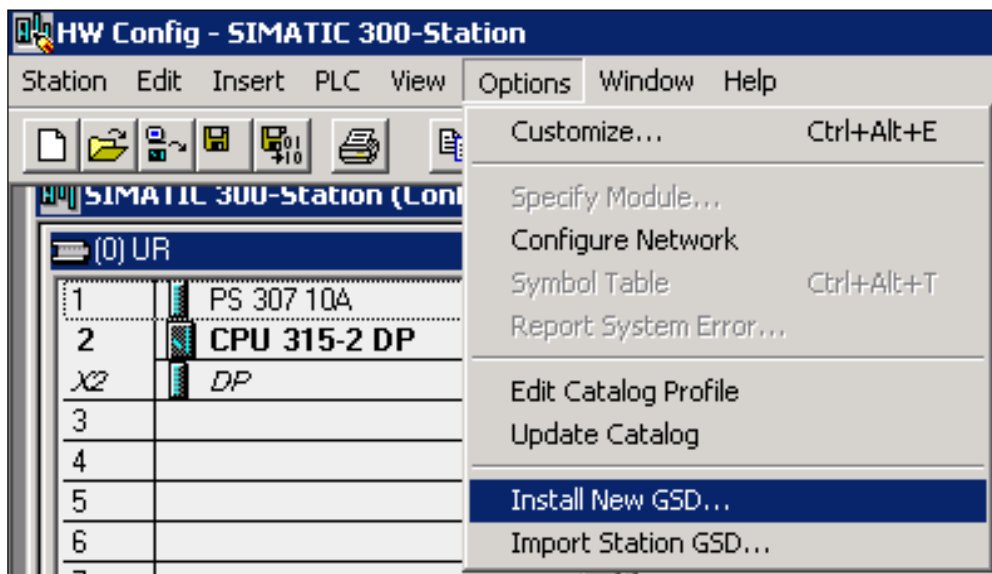 HW Config - SIMATIC 300-Station
Station Edit Insert PLC View Options Window Help
Customize... Ctrl+Alt+E
Specify Module...
Configure Network
Symbol Table Ctrl+Alt+T
Report System Error...
Edit Catalog Profile
Update Catalog
Install New GSD...
Import Station GSD...
SIMATIC 300-Station (Con
(0) UR
1 PS 307 10A
2 CPU 315-2 DP
X2 DP
3
4
5
6